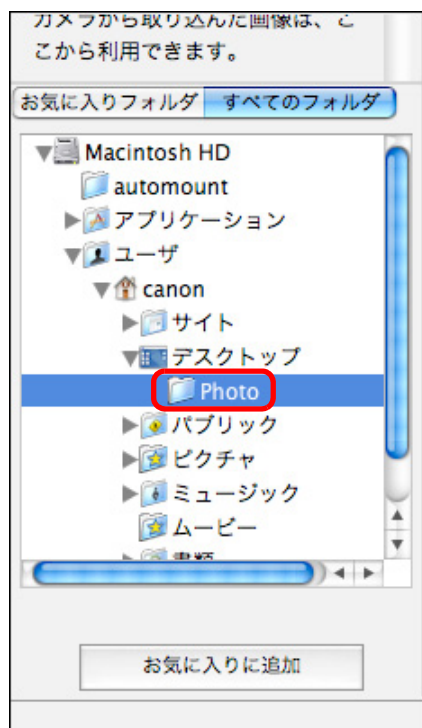 カメラから取り込んだ画像は、こ
こから利用できます。
お気に入りフォルダ すべてのフォルダ
Macintosh HD
automount
アプリケーション
ユーザ
canon
サイト
デスクトップ
Photo
パブリック
ピクチャ
ミュージック
ムービー
書類
お気に入りに追加